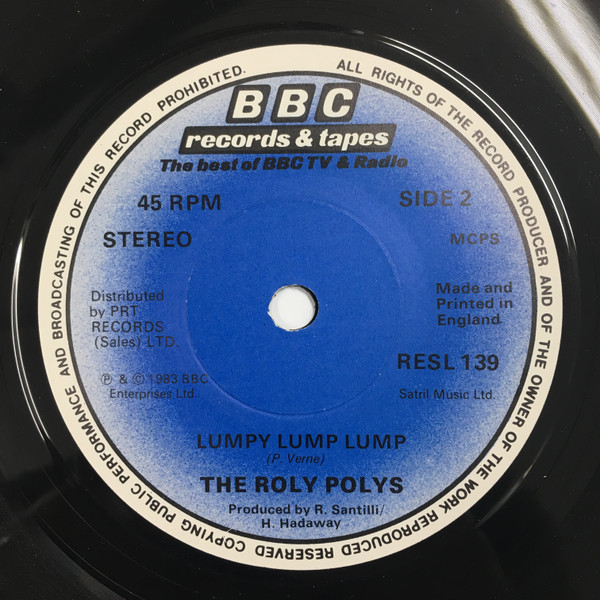 ALL RIGHTS OF THE RECORD PRODUCER AND OF THE OWNER OF THE WORK REPRODUCED RESERVED COPYING PUBLIC PERFORMANCE AND BROADCASTING OF THIS RECORD PROHIBITED.
BBC
records & tapes
The best of BBC TV & Radio
45 RPM
SIDE 2
STEREO
MCPS
Distributed
by PRT
RECORDS
(Sales) LTD.
Made and
Printed in
England
RESL 139
℗ & © 1983 BBC
Enterprises Ltd.
Satril Music Ltd.
LUMPY LUMP LUMP
(P. Verne)
THE ROLY POLYS
Produced by R. Santilli/
H. Hadaway